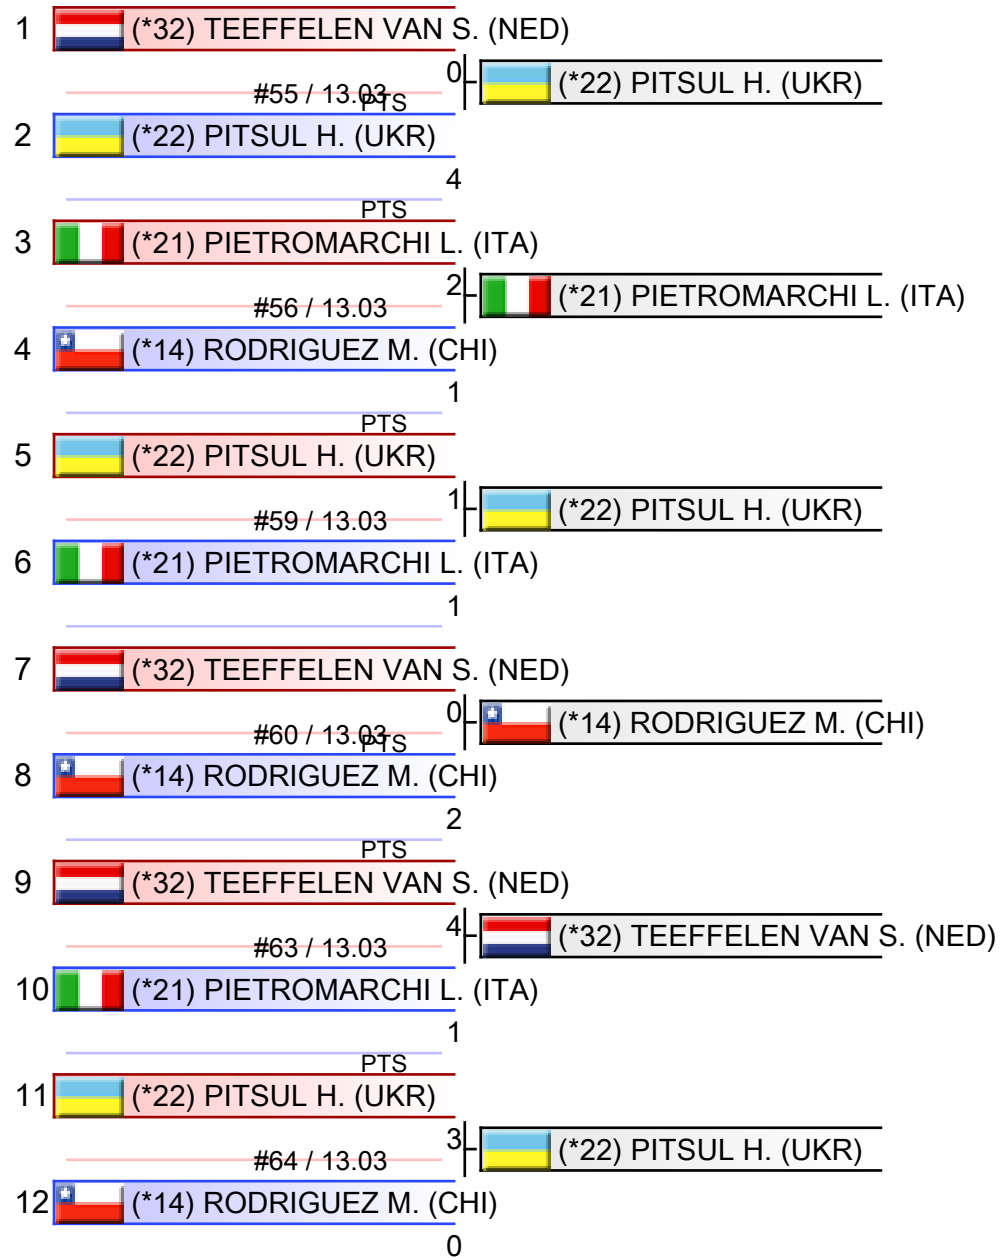 1 (*32) TEEFFELEN VAN S. (NED)
0 (*22) PITSUL H. (UKR)
#55 / 13.03
PTS
2 (*22) PITSUL H. (UKR)
4
PTS
3 (*21) PIETROMARCHI L. (ITA)
2 (*21) PIETROMARCHI L. (ITA)
#56 / 13.03
4 (*14) RODRIGUEZ M. (CHI)
1
PTS
5 (*22) PITSUL H. (UKR)
1 (*22) PITSUL H. (UKR)
#59 / 13.03
6 (*21) PIETROMARCHI L. (ITA)
1
7 (*32) TEEFFELEN VAN S. (NED)
0 (*14) RODRIGUEZ M. (CHI)
#60 / 13.03
PTS
8 (*14) RODRIGUEZ M. (CHI)
2
PTS
9 (*32) TEEFFELEN VAN S. (NED)
4 (*32) TEEFFELEN VAN S. (NED)
#63 / 13.03
10 (*21) PIETROMARCHI L. (ITA)
1
PTS
11 (*22) PITSUL H. (UKR)
3 (*22) PITSUL H. (UKR)
#64 / 13.03
12 (*14) RODRIGUEZ M. (CHI)
0